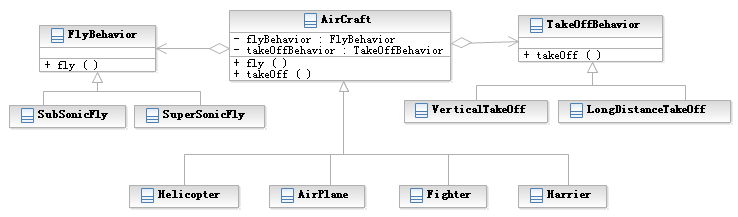 FlyBehavior
+ fly ( )
AirCraft
- flyBehavior : FlyBehavior
- takeOffBehavior : TakeOffBehavior
+ fly ( )
+ takeOff ( )
TakeOffBehavior
+ takeOff ( )
SubSonicFly
SuperSonicFly
VerticalTakeOff
LongDistanceTakeOff
Helicopter
AirPlane
Fighter
Harrier